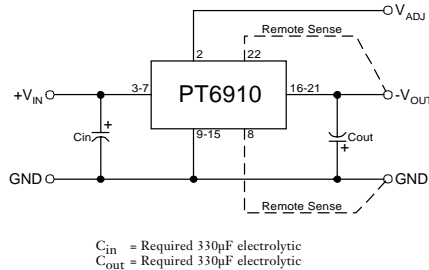 V_ADJ
Remote Sense
2 22
+V_IN 3-7 PT6910 16-21 -V_OUT
9-15 8
+ Cin Cout +
GND GND
Remote Sense
C_in = Required 330µF electrolytic
C_out = Required 330µF electrolytic